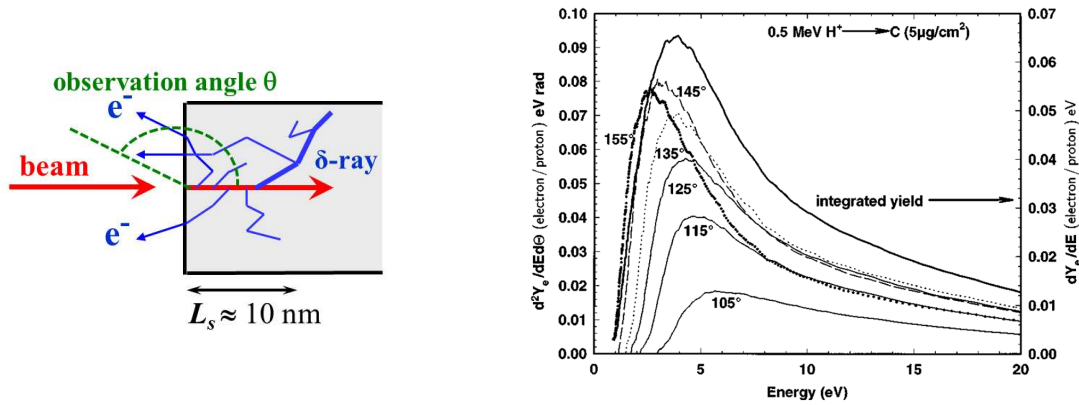 observation angle θ
e-
beam
δ-ray
e-
Ls ≈ 10 nm
0.5 MeV H+ → C (5µg/cm2)
155°
145°
135°
125°
115°
105°
integrated yield
d2Ye/dEdΘ (electron/proton) eV rad
0.00
0.01
0.02
0.03
0.04
0.05
0.06
0.07
0.08
0.09
0.10
dYe/dE (electron/proton) eV
0.00
0.01
0.02
0.03
0.04
0.05
0.06
0.07
0 5 10 15 20
Energy (eV)